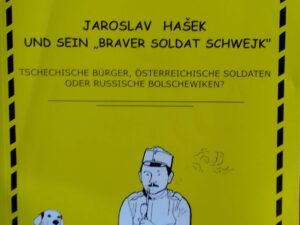 JAROSLAV HAŠEK
UND SEIN „BRAVER SOLDAT SCHWEJK"
TSCHECHISCHE BÜRGER, ÖSTERREICHISCHE SOLDATEN
ODER RUSSISCHE BOLSCHEWIKEN?